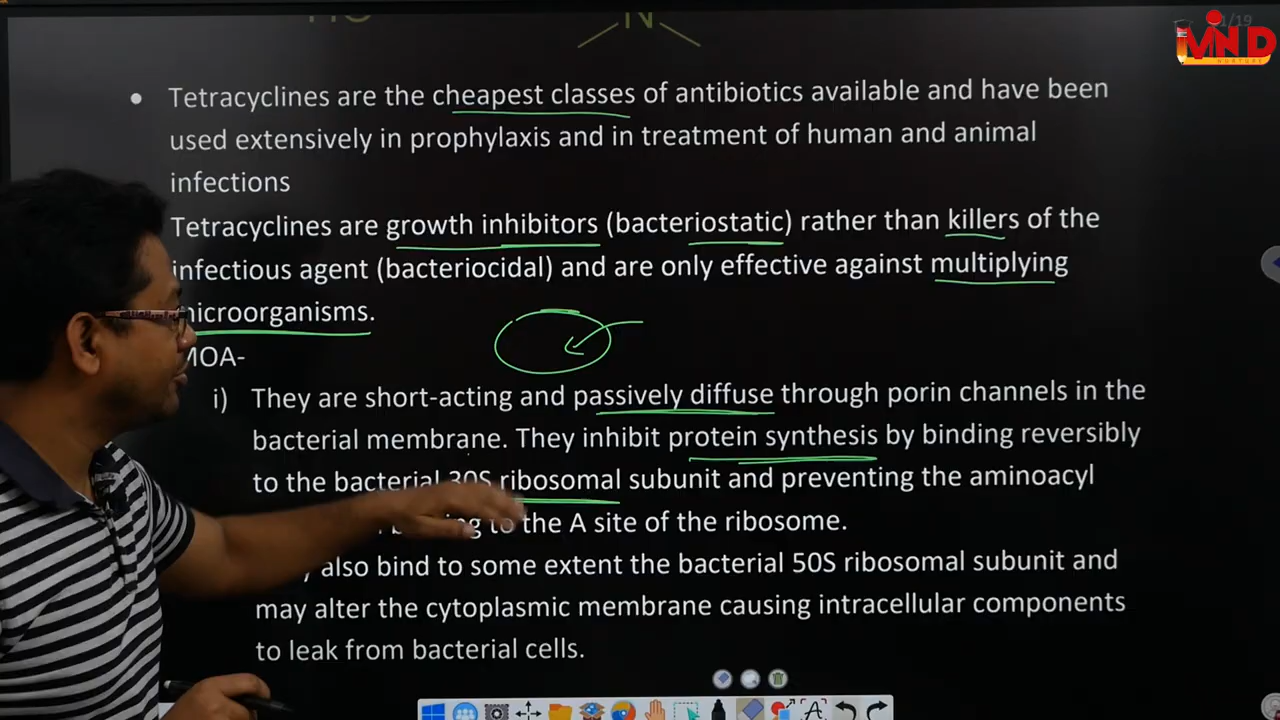 HO
N
1/19
MIND
NURTURE
• Tetracyclines are the cheapest classes of antibiotics available and have been
used extensively in prophylaxis and in treatment of human and animal
infections
Tetracyclines are growth inhibitors (bacteriostatic) rather than killers of the
infectious agent (bacteriocidal) and are only effective against multiplying
microorganisms.
MOA-
i) They are short-acting and passively diffuse through porin channels in the
bacterial membrane. They inhibit protein synthesis by binding reversibly
to the bacterial 30S ribosomal subunit and preventing the aminoacyl
to the A site of the ribosome.
also bind to some extent the bacterial 50S ribosomal subunit and
may alter the cytoplasmic membrane causing intracellular components
to leak from bacterial cells.
A